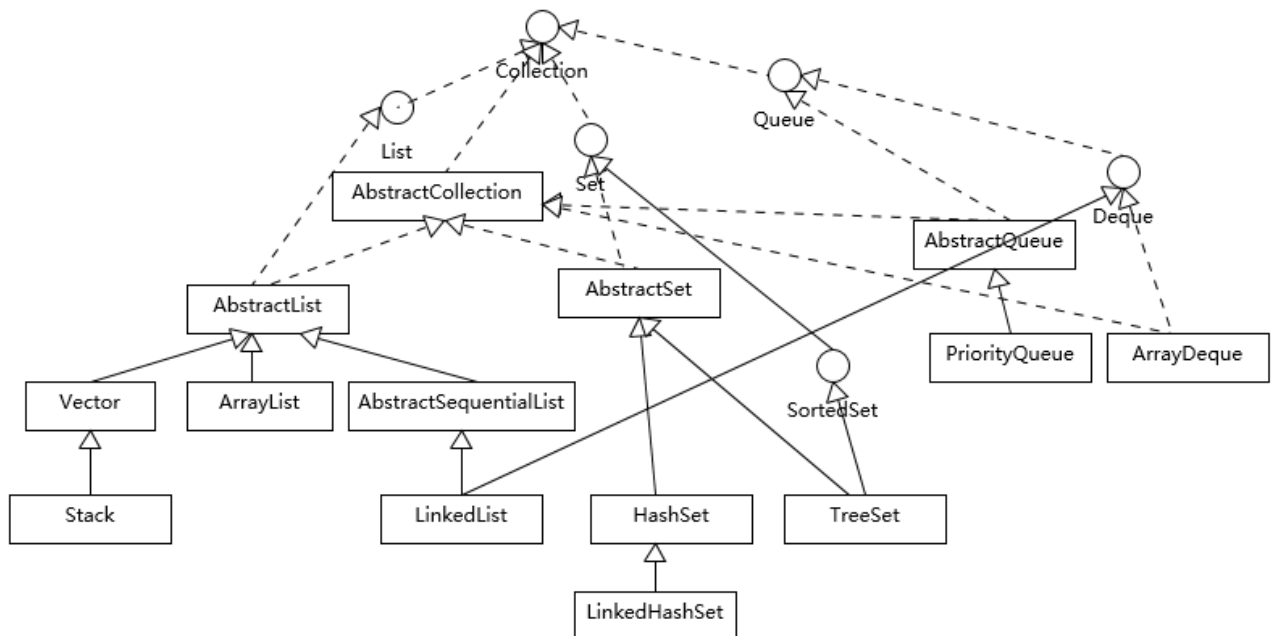 Collection
Queue
List
Set
AbstractCollection
Deque
AbstractQueue
AbstractSet
AbstractList
PriorityQueue
ArrayDeque
Vector
ArrayList
AbstractSequentialList
SortedSet
Stack
LinkedList
HashSet
TreeSet
LinkedHashSet